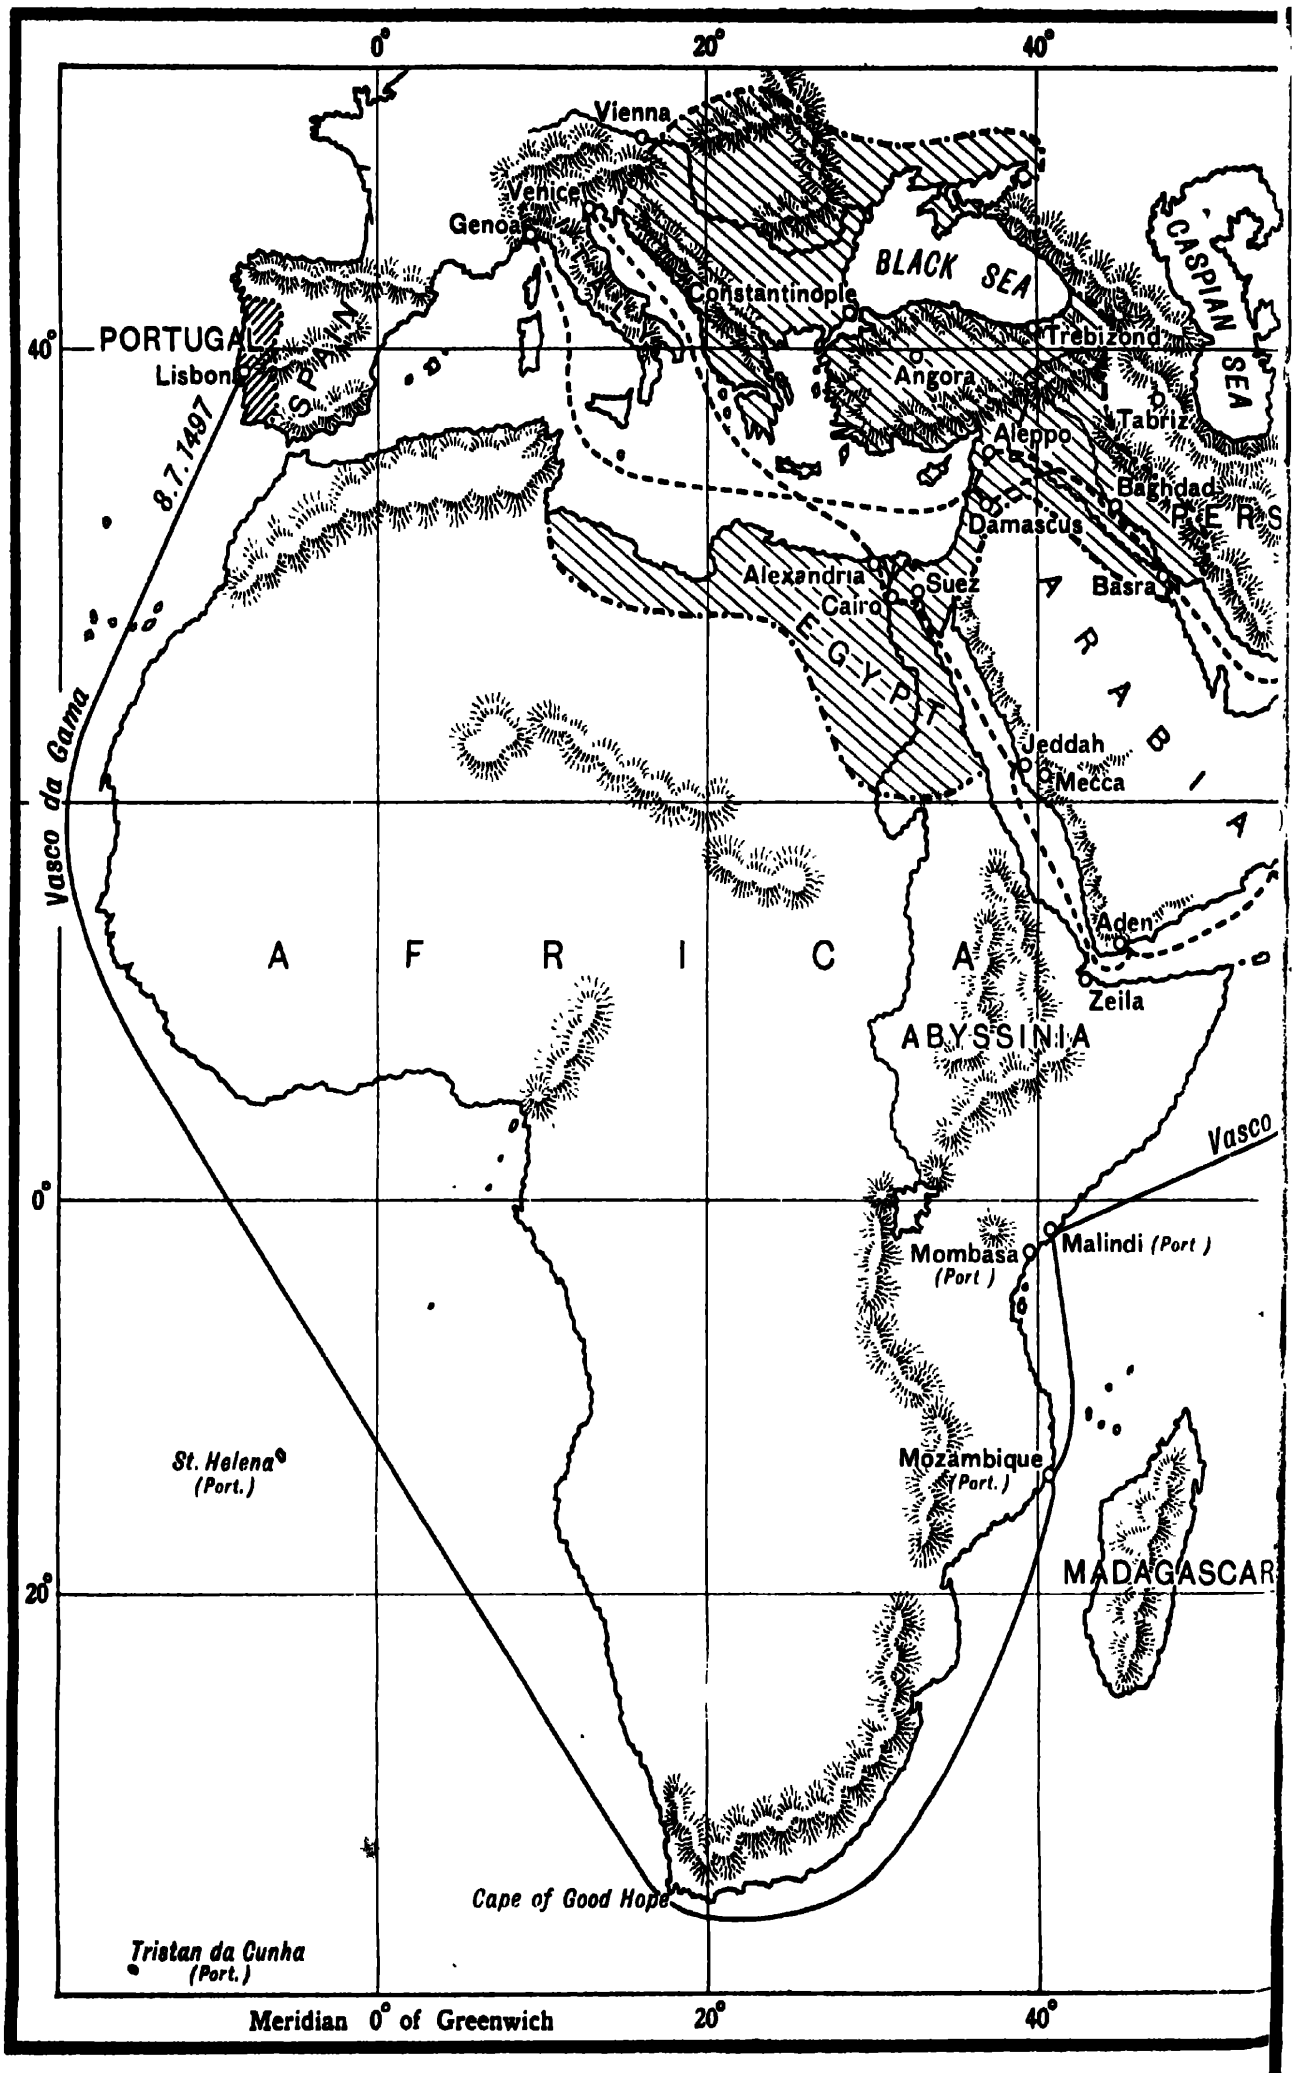 0° 20° 40°
Vienna
Venice
Genoa
ITALY
BLACK SEA
CASPIAN SEA
Constantinople
Trebizond
40°
PORTUGAL
Lisbon
SPAIN
Angora
Tabriz
8.7.1497
Aleppo
Baghdad
PERS
Damascus
Alexandria
Suez
Basra
Cairo
EGYPT
ARABIA
Vasco da Gama
Jeddah
Mecca
Aden
AFRICA
Zeila
ABYSSINIA
Vasco
0°
Malindi (Port)
Mombasa
(Port)
St. Helena
(Port.)
Mozambique
(Port.)
MADAGASCAR
20°
Cape of Good Hope
Tristan da Cunha
(Port.)
Meridian 0° of Greenwich 20° 40°